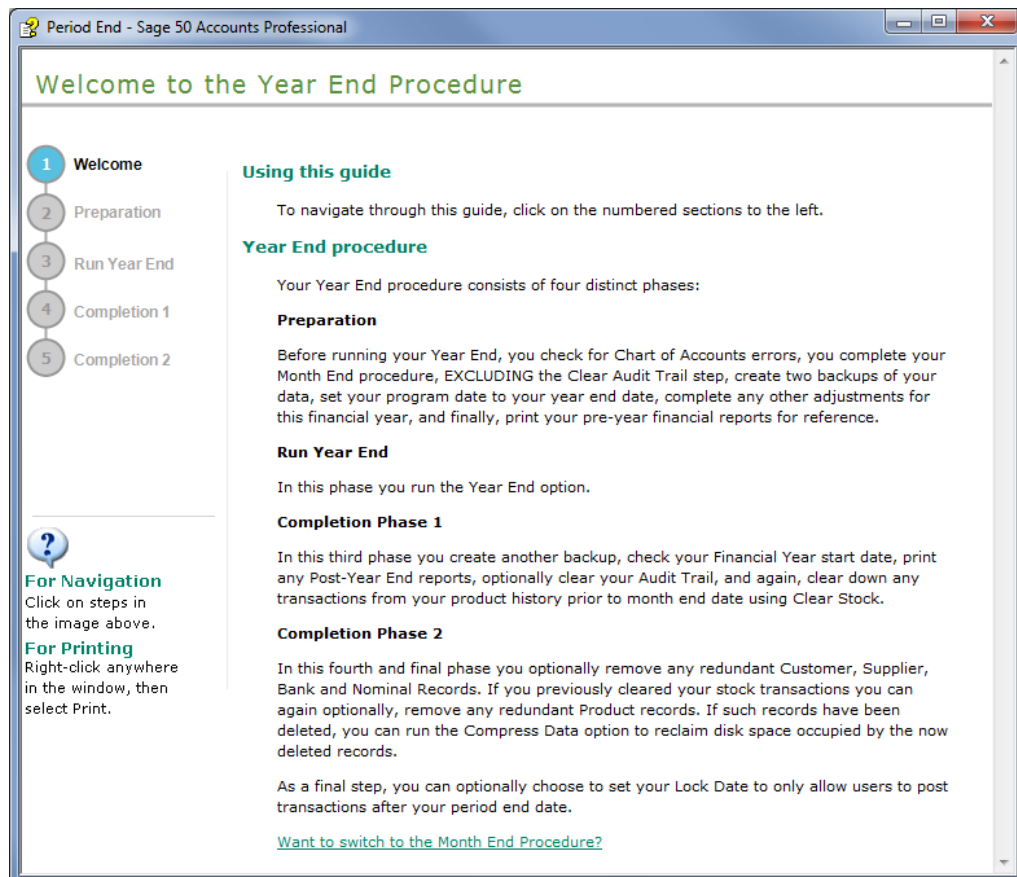 Period End - Sage 50 Accounts Professional
Welcome to the Year End Procedure
1 Welcome
2 Preparation
3 Run Year End
4 Completion 1
5 Completion 2
?
For Navigation
Click on steps in
the image above.
For Printing
Right-click anywhere
in the window, then
select Print.
Using this guide
To navigate through this guide, click on the numbered sections to the left.
Year End procedure
Your Year End procedure consists of four distinct phases:
Preparation
Before running your Year End, you check for Chart of Accounts errors, you complete your
Month End procedure, EXCLUDING the Clear Audit Trail step, create two backups of your
data, set your program date to your year end date, complete any other adjustments for
this financial year, and finally, print your pre-year financial reports for reference.
Run Year End
In this phase you run the Year End option.
Completion Phase 1
In this third phase you create another backup, check your Financial Year start date, print
any Post-Year End reports, optionally clear your Audit Trail, and again, clear down any
transactions from your product history prior to month end date using Clear Stock.
Completion Phase 2
In this fourth and final phase you optionally remove any redundant Customer, Supplier,
Bank and Nominal Records. If you previously cleared your stock transactions you can
again optionally, remove any redundant Product records. If such records have been
deleted, you can run the Compress Data option to reclaim disk space occupied by the now
deleted records.
As a final step, you can optionally choose to set your Lock Date to only allow users to post
transactions after your period end date.
Want to switch to the Month End Procedure?